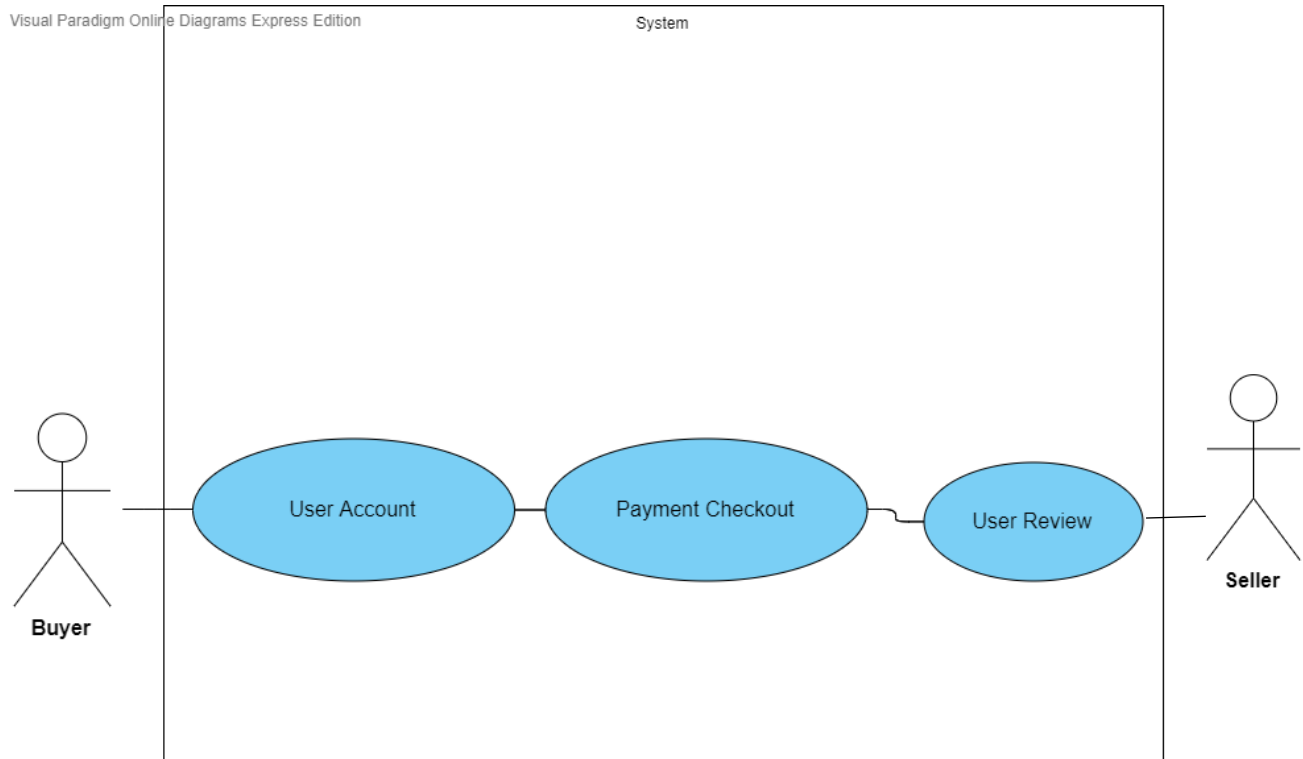 Visual Paradigm Online Diagrams Express Edition
System
User Account
Payment Checkout
User Review
Buyer
Seller